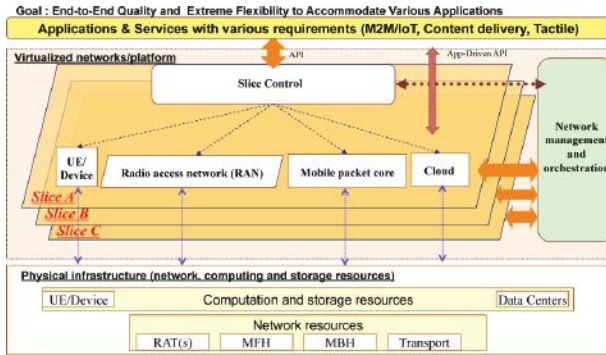 Goal : End-to-End Quality and Extreme Flexibility to Accommodate Various Applications
Applications & Services with various requirements (M2M/IoT, Content delivery, Tactile)
Virtualized networks/platform
API
App-Driven API
Slice Control
Network
management
and
orchestration
UE/
Device
Radio access network (RAN)
Mobile packet core
Cloud
Slice A
Slice B
Slice C
Physical infrastructure (network, computing and storage resources)
UE/Device
Computation and storage resources
Data Centers
Network resources
RAT(s)
MFH
MBH
Transport